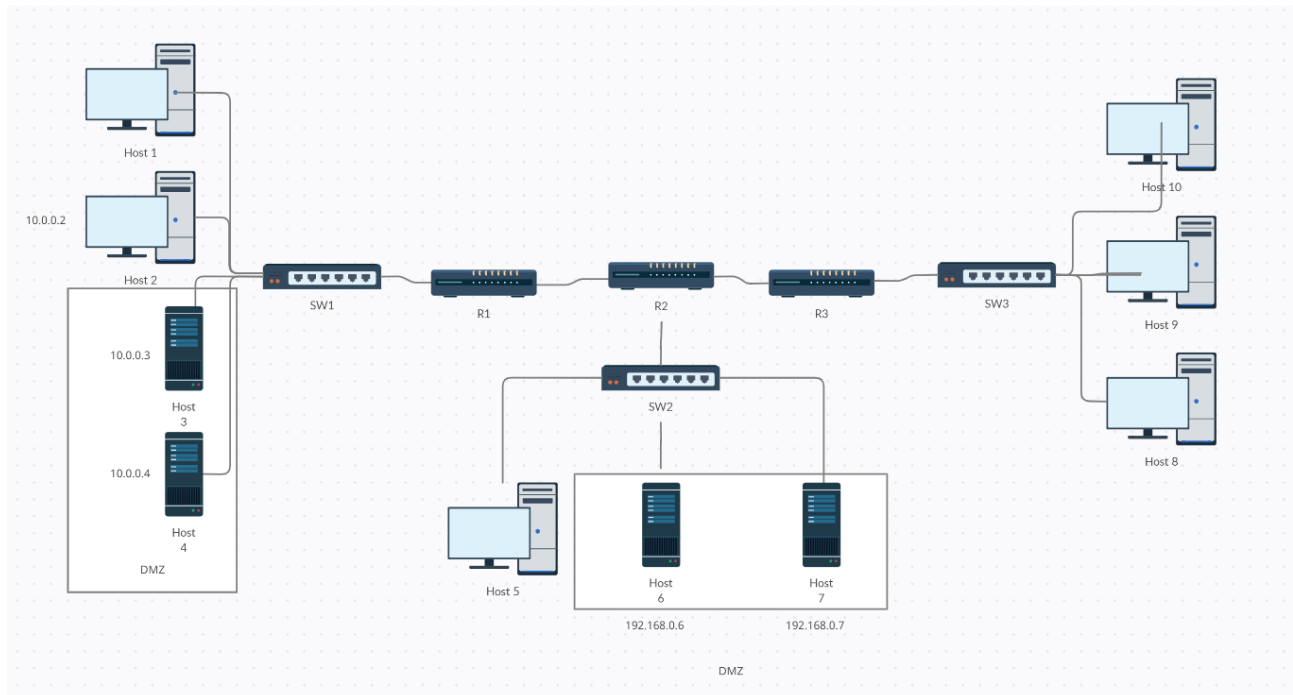 Host 1
10.0.0.2
Host 2
SW1
R1
R2
R3
SW3
Host 10
Host 9
Host 8
10.0.0.3
Host
3
10.0.0.4
Host
4
DMZ
SW2
Host 5
Host
6
Host
7
192.168.0.6
192.168.0.7
DMZ